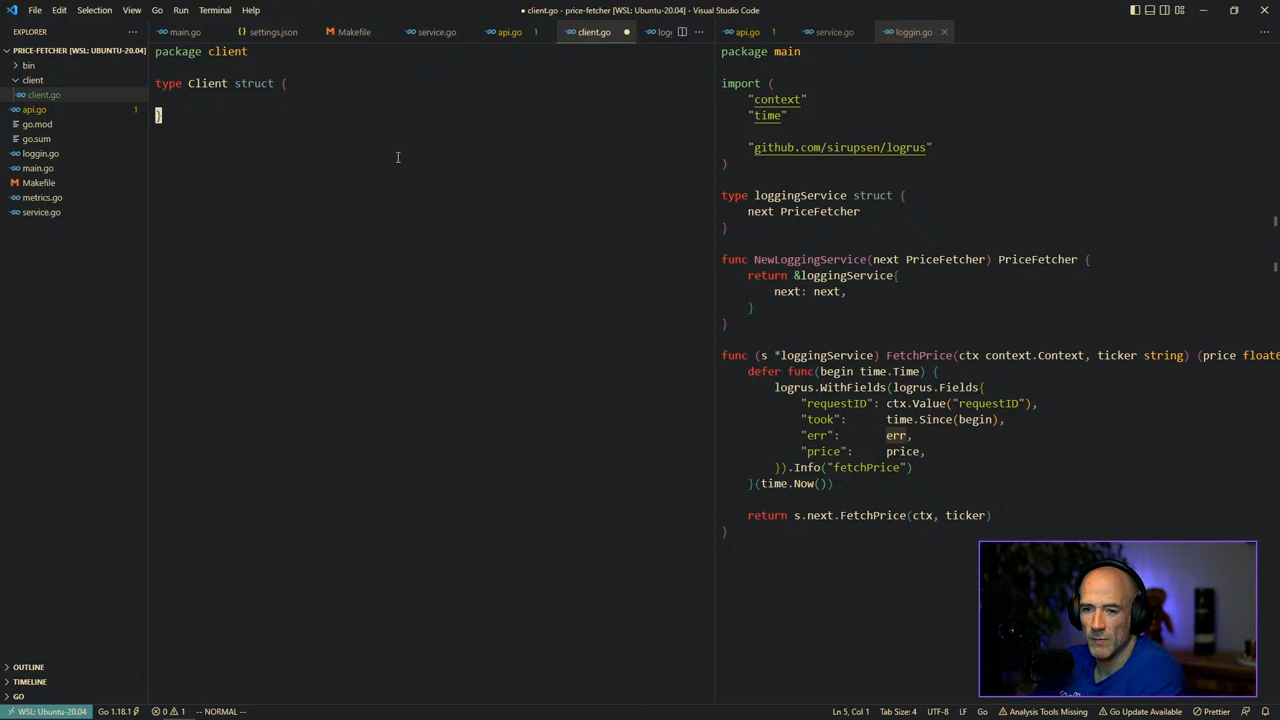 File Edit Selection View Go Run Terminal Help
● client.go - price-fetcher [WSL: Ubuntu-20.04] - Visual Studio Code
EXPLORER
PRICE-FETCHER [WSL: UBUNTU-20.04]
bin
client
client.go
api.go 1
go.mod
go.sum
loggin.go
main.go
Makefile
metrics.go
service.go
OUTLINE
TIMELINE
GO
main.go settings.json Makefile service.go api.go 1 client.go
package client
type Client struct {
}
api.go 1 service.go loggin.go
package main
import (
"context"
"time"
"github.com/sirupsen/logrus"
)
type loggingService struct {
next PriceFetcher
}
func NewLoggingService(next PriceFetcher) PriceFetcher {
return &loggingService{
next: next,
}
}
func (s *loggingService) FetchPrice(ctx context.Context, ticker string) (price float6
defer func(begin time.Time) {
logrus.WithFields(logrus.Fields{
"requestID": ctx.Value("requestID"),
"took": time.Since(begin),
"err": err,
"price": price,
}).Info("fetchPrice")
}(time.Now())
return s.next.FetchPrice(ctx, ticker)
}
WSL: Ubuntu-20.04 Go 1.18.1 0 1 -- NORMAL -- Ln 5, Col 1 Tab Size: 4 UTF-8 LF Go Analysis Tools Missing Go Update Available Prettier